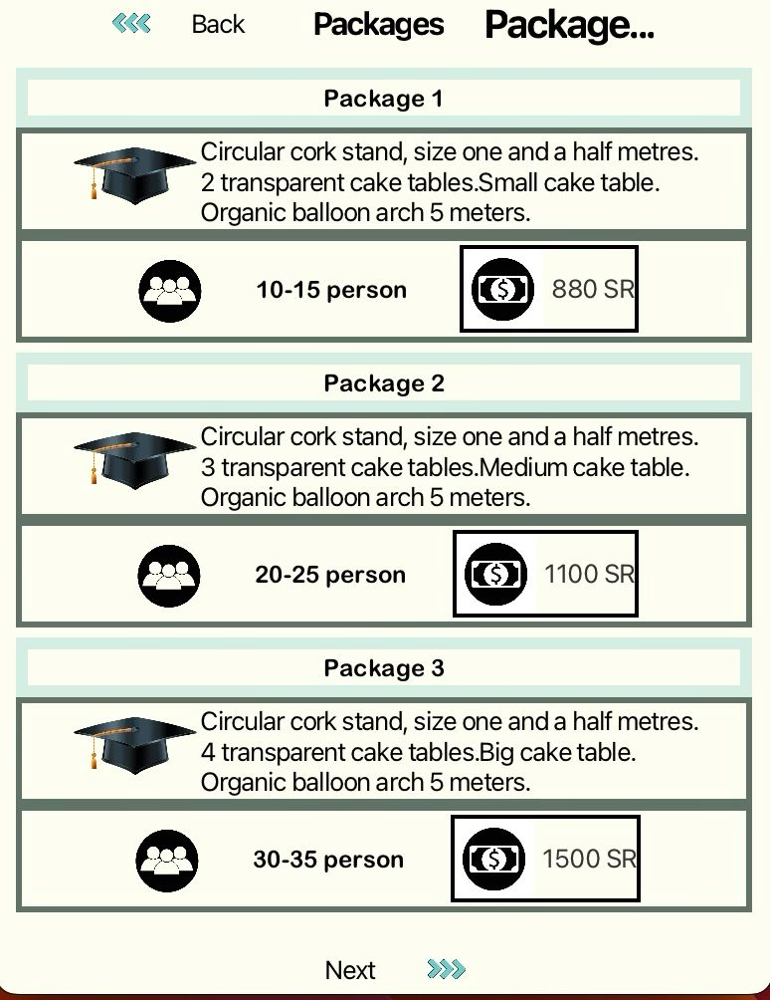 Back Packages Package...
Package 1
Circular cork stand, size one and a half metres.
2 transparent cake tables.Small cake table.
Organic balloon arch 5 meters.
10-15 person $ 880 SR
Package 2
Circular cork stand, size one and a half metres.
3 transparent cake tables.Medium cake table.
Organic balloon arch 5 meters.
20-25 person $ 1100 SR
Package 3
Circular cork stand, size one and a half metres.
4 transparent cake tables.Big cake table.
Organic balloon arch 5 meters.
30-35 person $ 1500 SR
Next